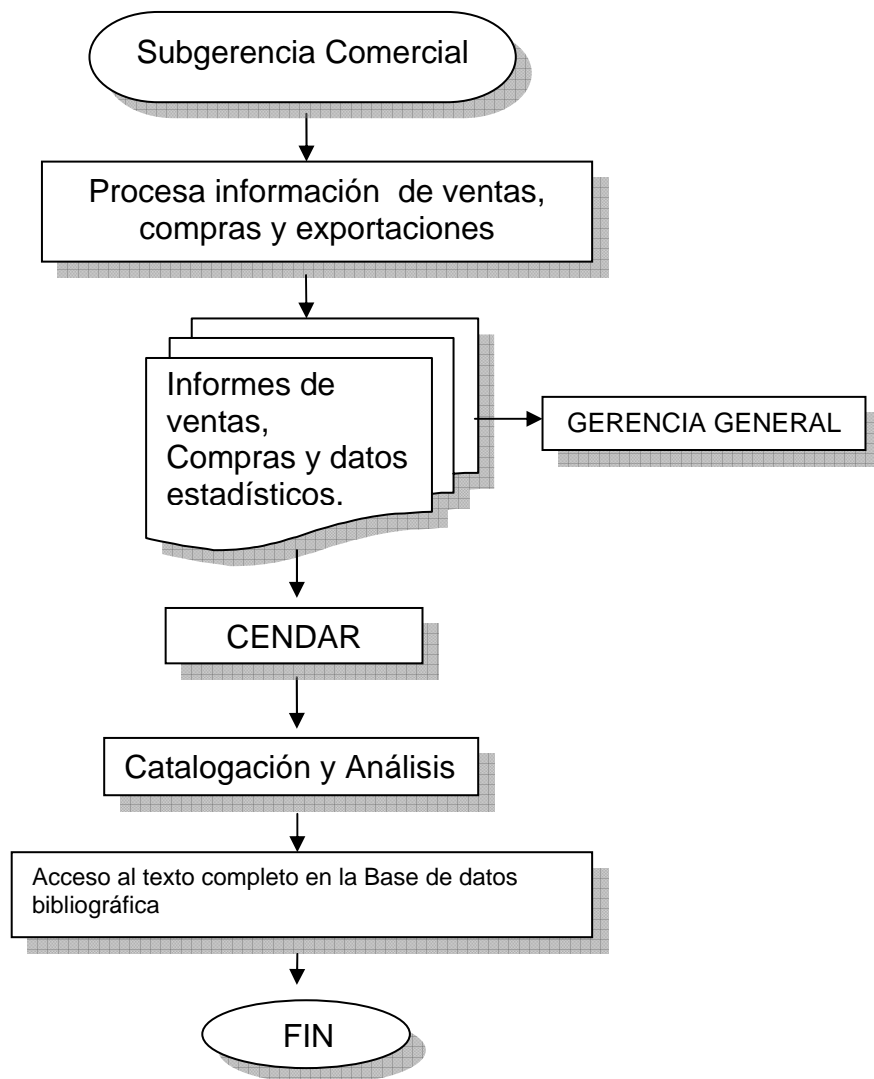 Subgerencia Comercial
Procesa información de ventas,
compras y exportaciones
Informes de
ventas,
Compras y datos
estadísticos.
GERENCIA GENERAL
CENDAR
Catalogación y Análisis
Acceso al texto completo en la Base de datos
bibliográfica
FIN